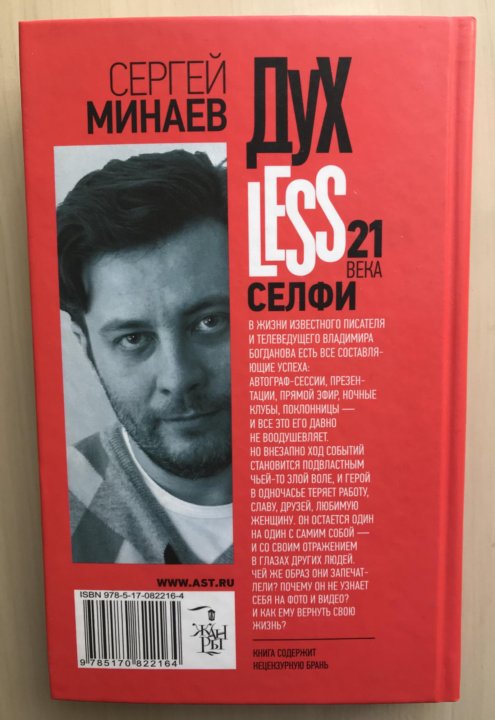 СЕРГЕЙ
МИНАЕВ
ДУХ
LESS 21
ВЕКА
СЕЛФИ
В ЖИЗНИ ИЗВЕСТНОГО ПИСАТЕЛЯ
И ТЕЛЕВЕДУЩЕГО ВЛАДИМИРА
БОГДАНОВА ЕСТЬ ВСЕ СОСТАВЛЯ-
ЮЩИЕ УСПЕХА:
АВТОГРАФ-СЕССИИ, ПРЕЗЕН-
ТАЦИИ, ПРЯМОЙ ЭФИР, НОЧНЫЕ
КЛУБЫ, ПОКЛОННИЦЫ —
И ВСЕ ЭТО ЕГО ДАВНО
НЕ ВООДУШЕВЛЯЕТ.
НО ВНЕЗАПНО ХОД СОБЫТИЙ
СТАНОВИТСЯ ПОДВЛАСТНЫМ
ЧЬЕЙ-ТО ЗЛОЙ ВОЛЕ, И ГЕРОЙ
В ОДНОЧАСЬЕ ТЕРЯЕТ РАБОТУ,
СЛАВУ, ДРУЗЕЙ, ЛЮБИМУЮ
ЖЕНЩИНУ. ОН ОСТАЕТСЯ ОДИН
НА ОДИН С САМИМ СОБОЙ —
И СО СВОИМ ОТРАЖЕНИЕМ
В ГЛАЗАХ ДРУГИХ ЛЮДЕЙ.
ЧЕЙ ЖЕ ОБРАЗ ОНИ ЗАПЕЧАТ-
ЛЕЛИ? ПОЧЕМУ ОН НЕ УЗНАЕТ
СЕБЯ НА ФОТО И ВИДЕО?
И КАК ЕМУ ВЕРНУТЬ СВОЮ
ЖИЗНЬ?
КНИГА СОДЕРЖИТ
НЕЦЕНЗУРНУЮ БРАНЬ
WWW.AST.RU
ISBN 978-5-17-082216-4
9 785170 822164
ЖАН
РЫ